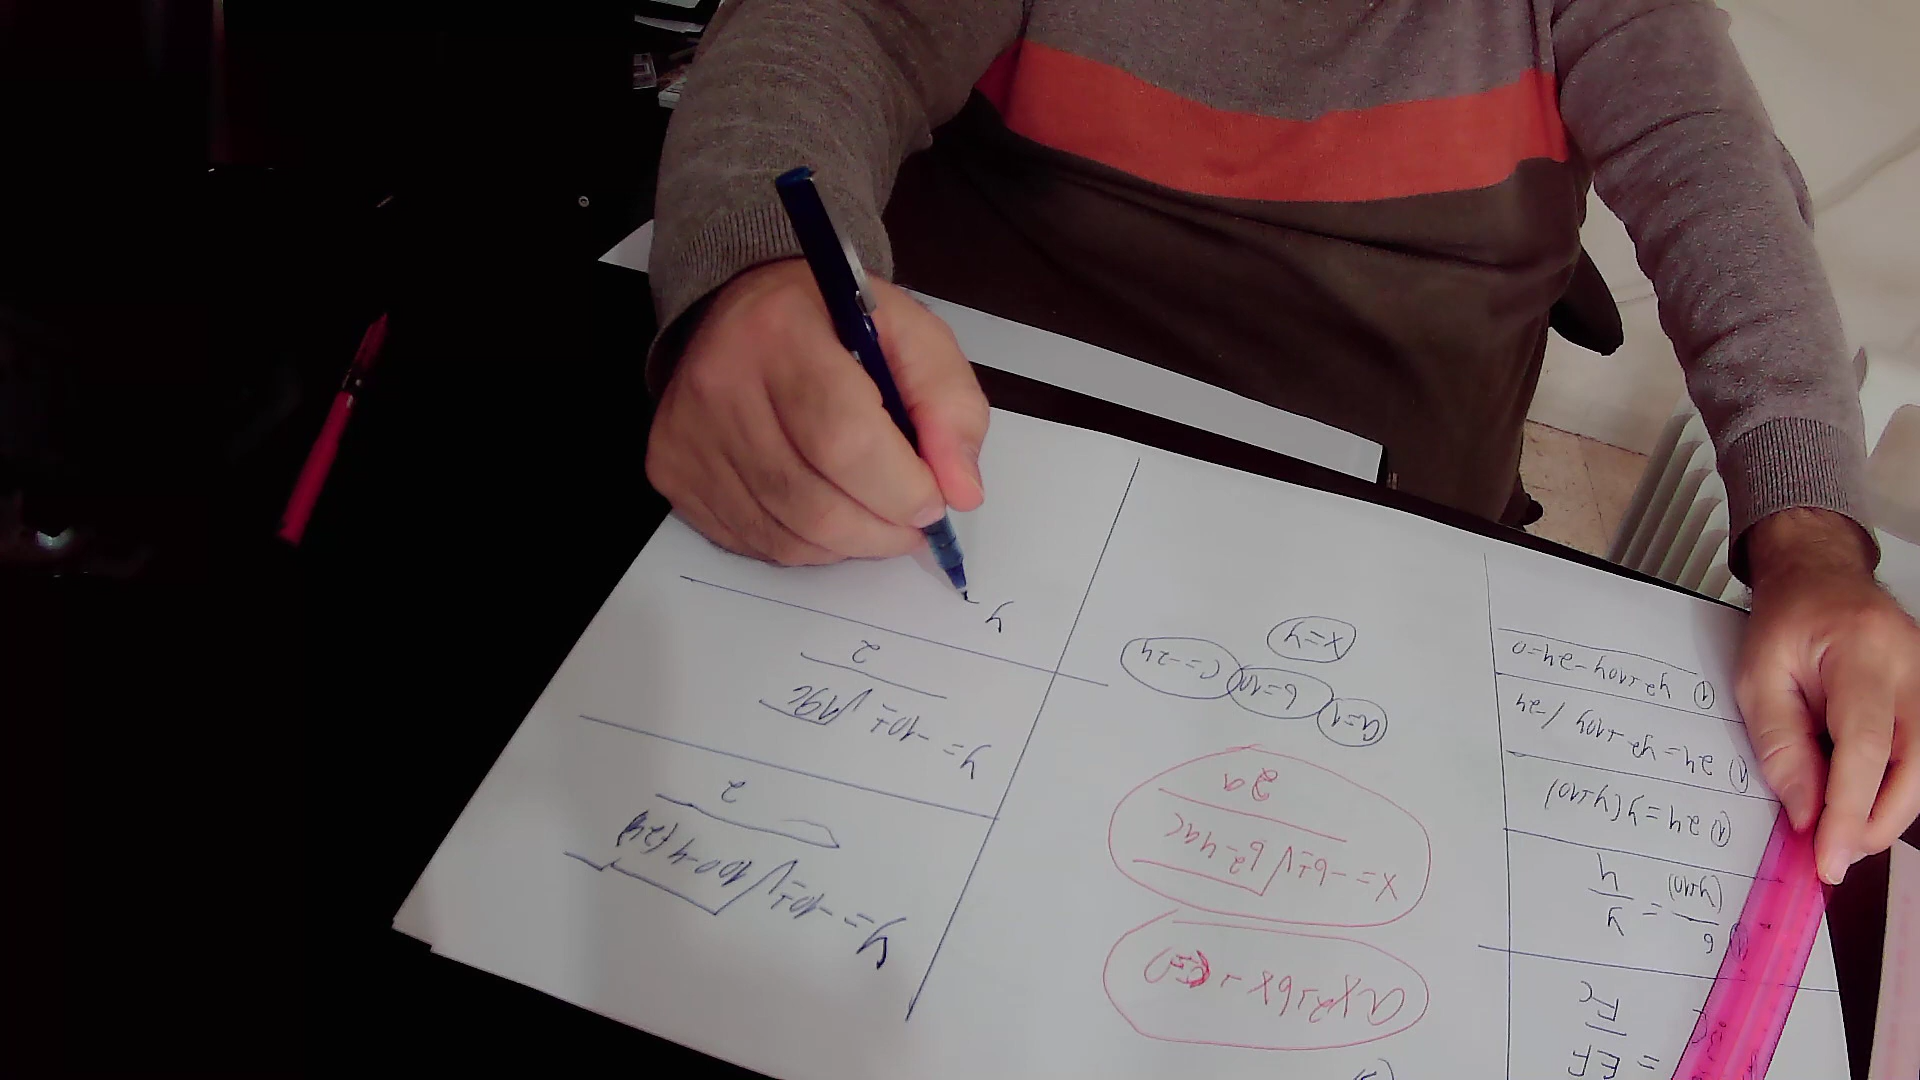 = EF
FC
6 = y
(y+10) 4
① 24 = y(y+10)
① 24 = y2+10y /-24
① y2+10y-24=0
ax2+bx+c=0
x = -b±√b2-4ac
2a
a=1 b=10 c=-24
x=y
y = -10±√100-4(-24)
2
y = -10±√196
2
y